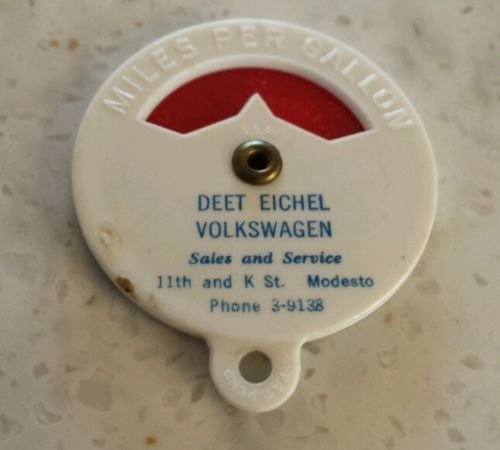 MILES PER GALLON
U.S.A.
DEET EICHEL
VOLKSWAGEN
Sales and Service
11th and K St. Modesto
Phone 3-9138